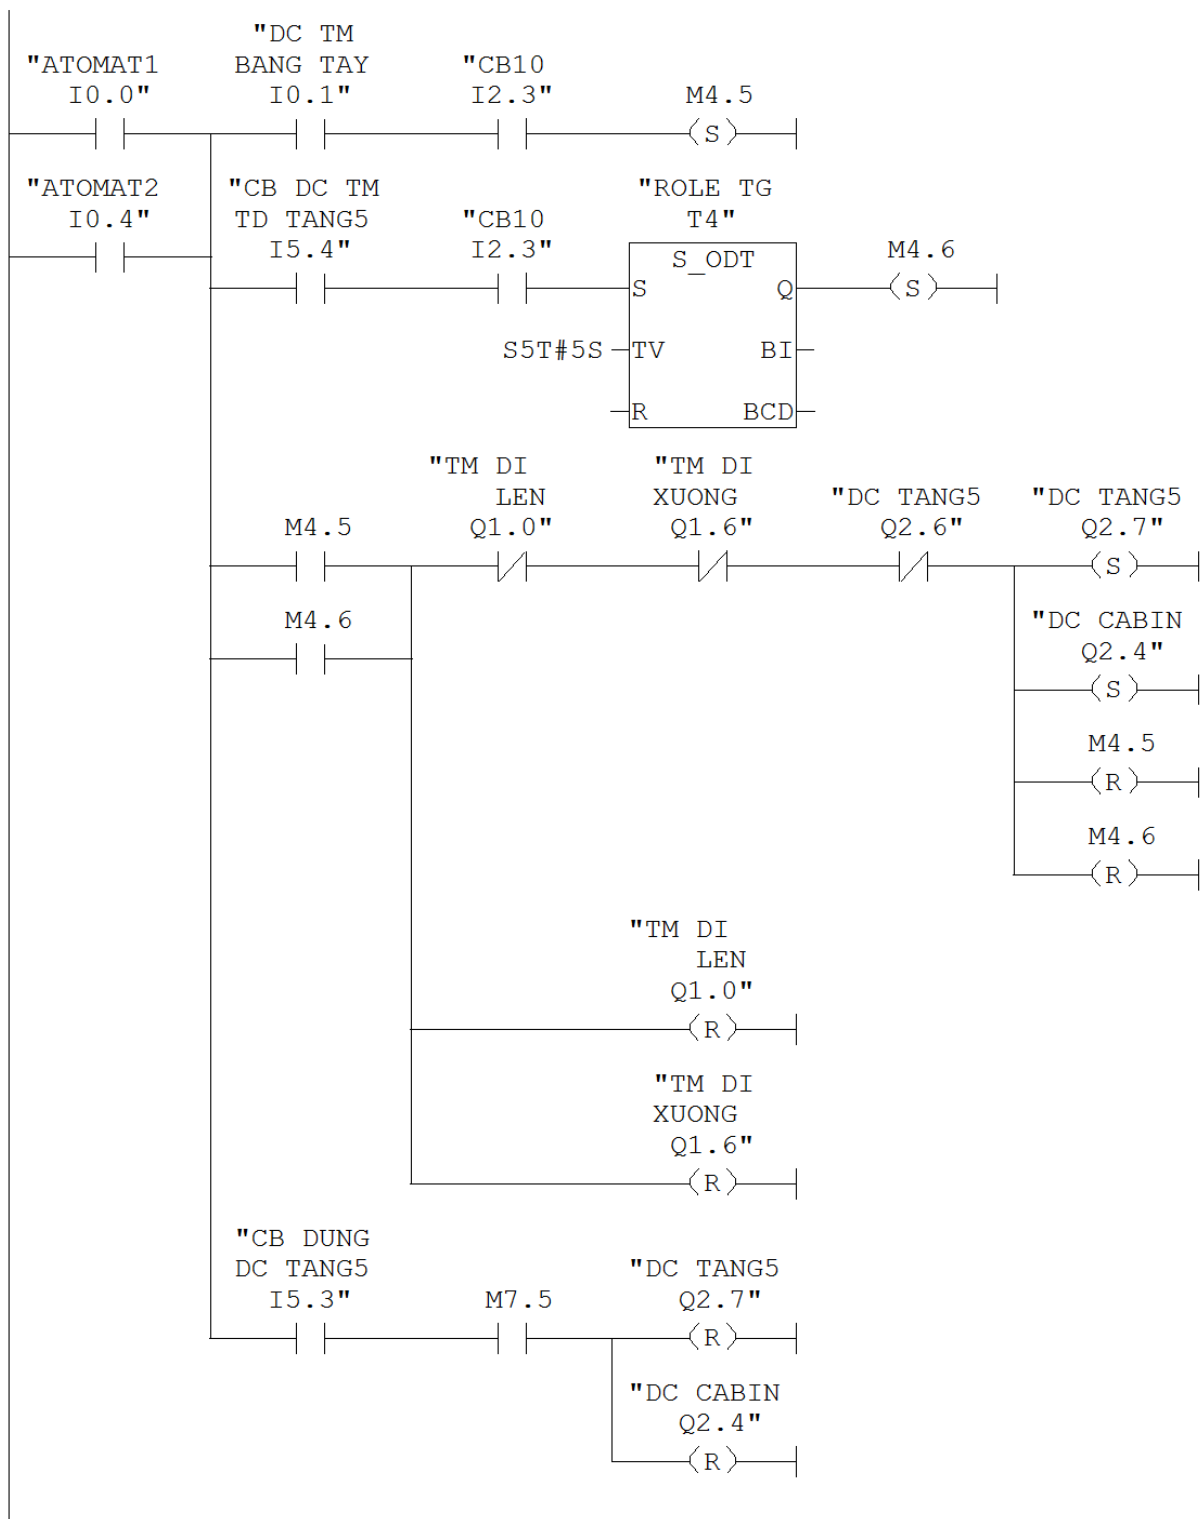 "DC TM
"ATOMAT1 BANG TAY "CB10
I0.0" I0.1" I2.3" M4.5
(S)
"ATOMAT2 "CB DC TM "ROLE TG
I0.4" TD TANG5 "CB10 T4"
I5.4" I2.3" S_ODT M4.6
S Q (S)
S5T#5S TV BI
R BCD
"TM DI "TM DI
LEN XUONG "DC TANG5 "DC TANG5
M4.5 Q1.0" Q1.6" Q2.6" Q2.7"
(S)
M4.6 "DC CABIN
Q2.4"
(S)
M4.5
(R)
M4.6
(R)
"TM DI
LEN
Q1.0"
(R)
"TM DI
XUONG
Q1.6"
(R)
"CB DUNG
DC TANG5 "DC TANG5
I5.3" M7.5 Q2.7"
(R)
"DC CABIN
Q2.4"
(R)